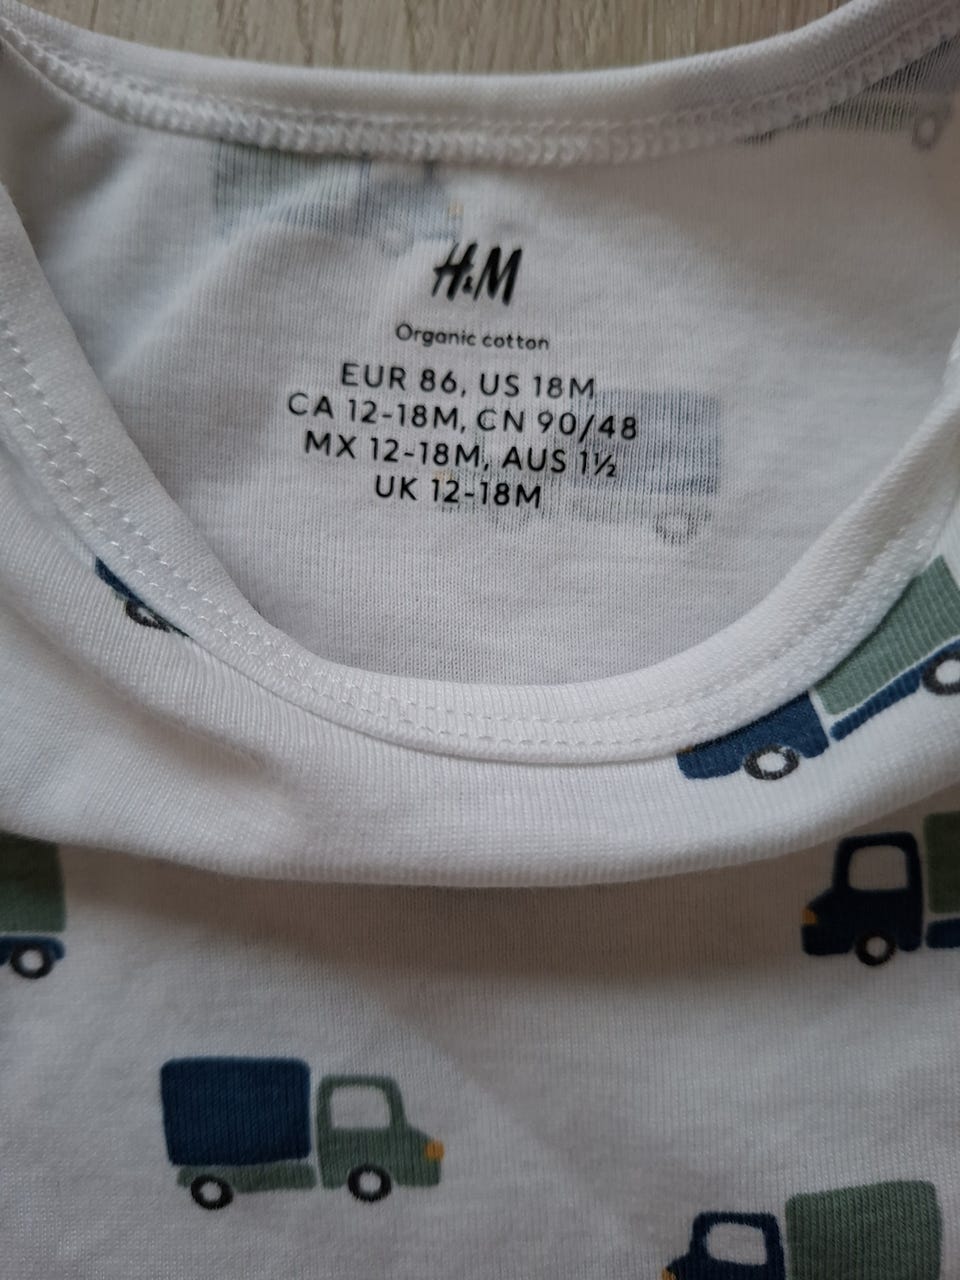 H&M
Organic cotton
EUR 86, US 18M
CA 12-18M, CN 90/48
MX 12-18M, AUS 1½
UK 12-18M